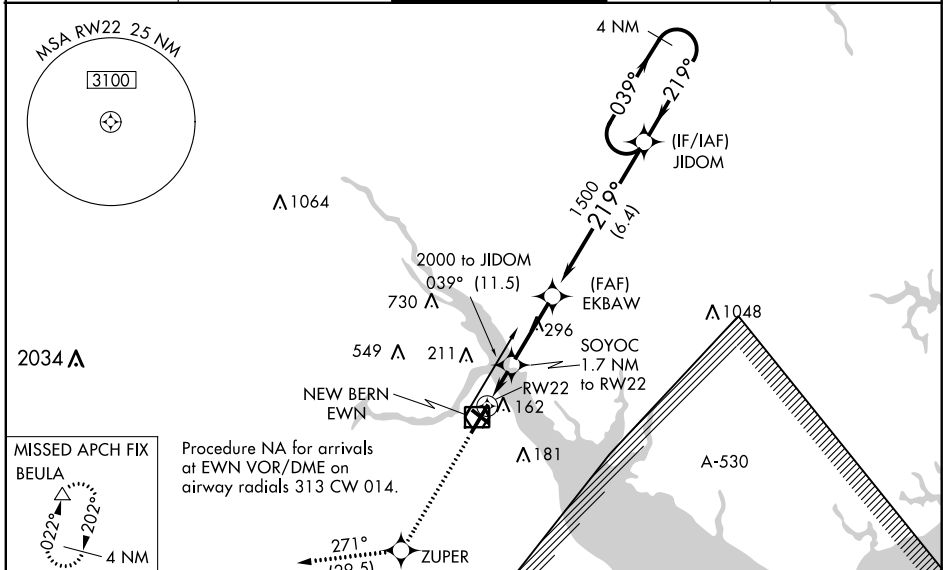 MSA RW22 25 NM
3100
4 NM
039°
219°
(IF/IAF)
JIDOM
1500
219°
(6.4)
1064
2000 to JIDOM
039° (11.5)
(FAF)
EKBAW
730
296
1048
SOYOC
1.7 NM
to RW22
2034
549
211
RW22
NEW BERN
EWN
162
181
A-530
MISSED APCH FIX
BEULA
022°
202°
4 NM
Procedure NA for arrivals
at EWN VOR/DME on
airway radials 313 CW 014.
271°
(29.5)
ZUPER